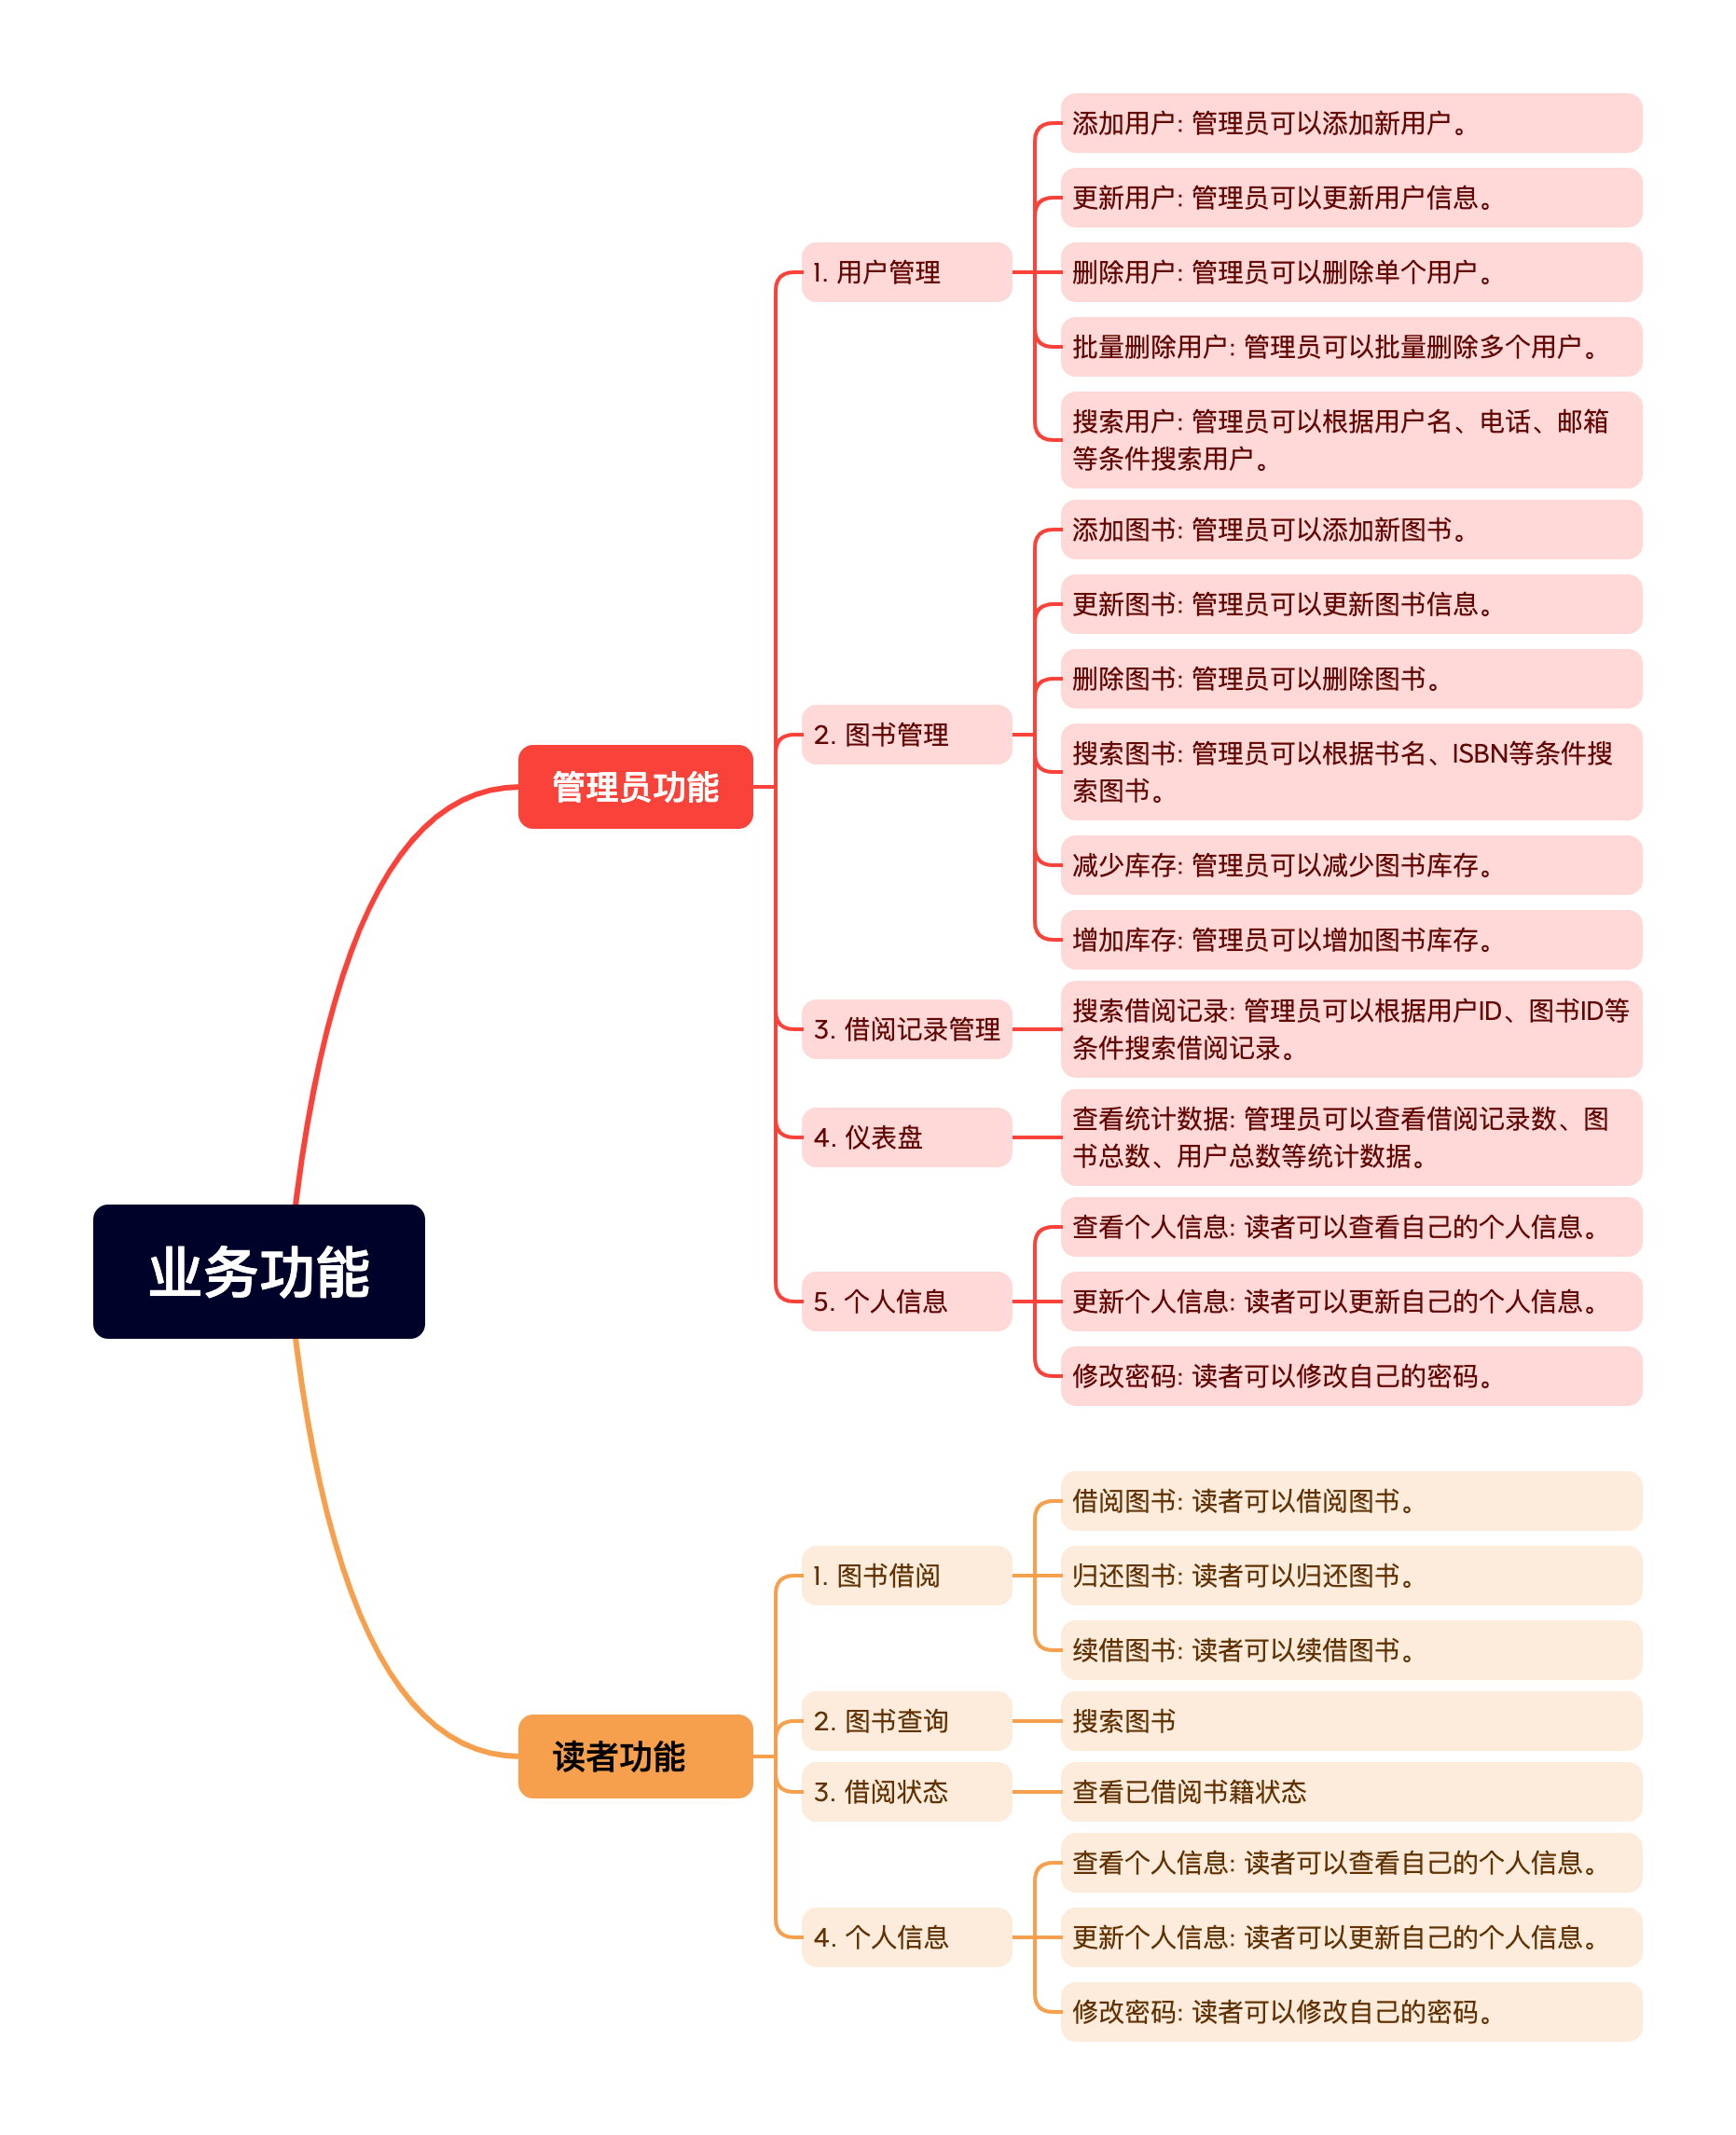 业务功能
管理员功能
1. 用户管理
添加用户: 管理员可以添加新用户。
更新用户: 管理员可以更新用户信息。
删除用户: 管理员可以删除单个用户。
批量删除用户: 管理员可以批量删除多个用户。
搜索用户: 管理员可以根据用户名、电话、邮箱
等条件搜索用户。
2. 图书管理
添加图书: 管理员可以添加新图书。
更新图书: 管理员可以更新图书信息。
删除图书: 管理员可以删除图书。
搜索图书: 管理员可以根据书名、ISBN等条件搜
索图书。
减少库存: 管理员可以减少图书库存。
增加库存: 管理员可以增加图书库存。
3. 借阅记录管理
搜索借阅记录: 管理员可以根据用户ID、图书ID等
条件搜索借阅记录。
4. 仪表盘
查看统计数据: 管理员可以查看借阅记录数、图
书总数、用户总数等统计数据。
5. 个人信息
查看个人信息: 读者可以查看自己的个人信息。
更新个人信息: 读者可以更新自己的个人信息。
修改密码: 读者可以修改自己的密码。
读者功能
1. 图书借阅
借阅图书: 读者可以借阅图书。
归还图书: 读者可以归还图书。
续借图书: 读者可以续借图书。
2. 图书查询
搜索图书
3. 借阅状态
查看已借阅书籍状态
4. 个人信息
查看个人信息: 读者可以查看自己的个人信息。
更新个人信息: 读者可以更新自己的个人信息。
修改密码: 读者可以修改自己的密码。